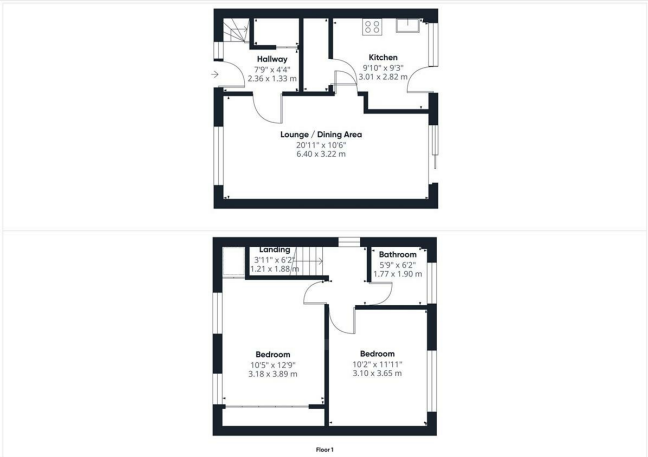 Hallway
7'9" x 4'4"
2.36 x 1.33 m
Kitchen
9'10" x 9'3"
3.01 x 2.82 m
Lounge / Dining Area
20'11" x 10'6"
6.40 x 3.22 m
Landing
3'11" x 6'2"
1.21 x 1.88 m
Bathroom
5'9" x 6'2"
1.77 x 1.90 m
Bedroom
10'5" x 12'9"
3.18 x 3.89 m
Bedroom
10'2" x 11'11"
3.10 x 3.65 m
Floor 1